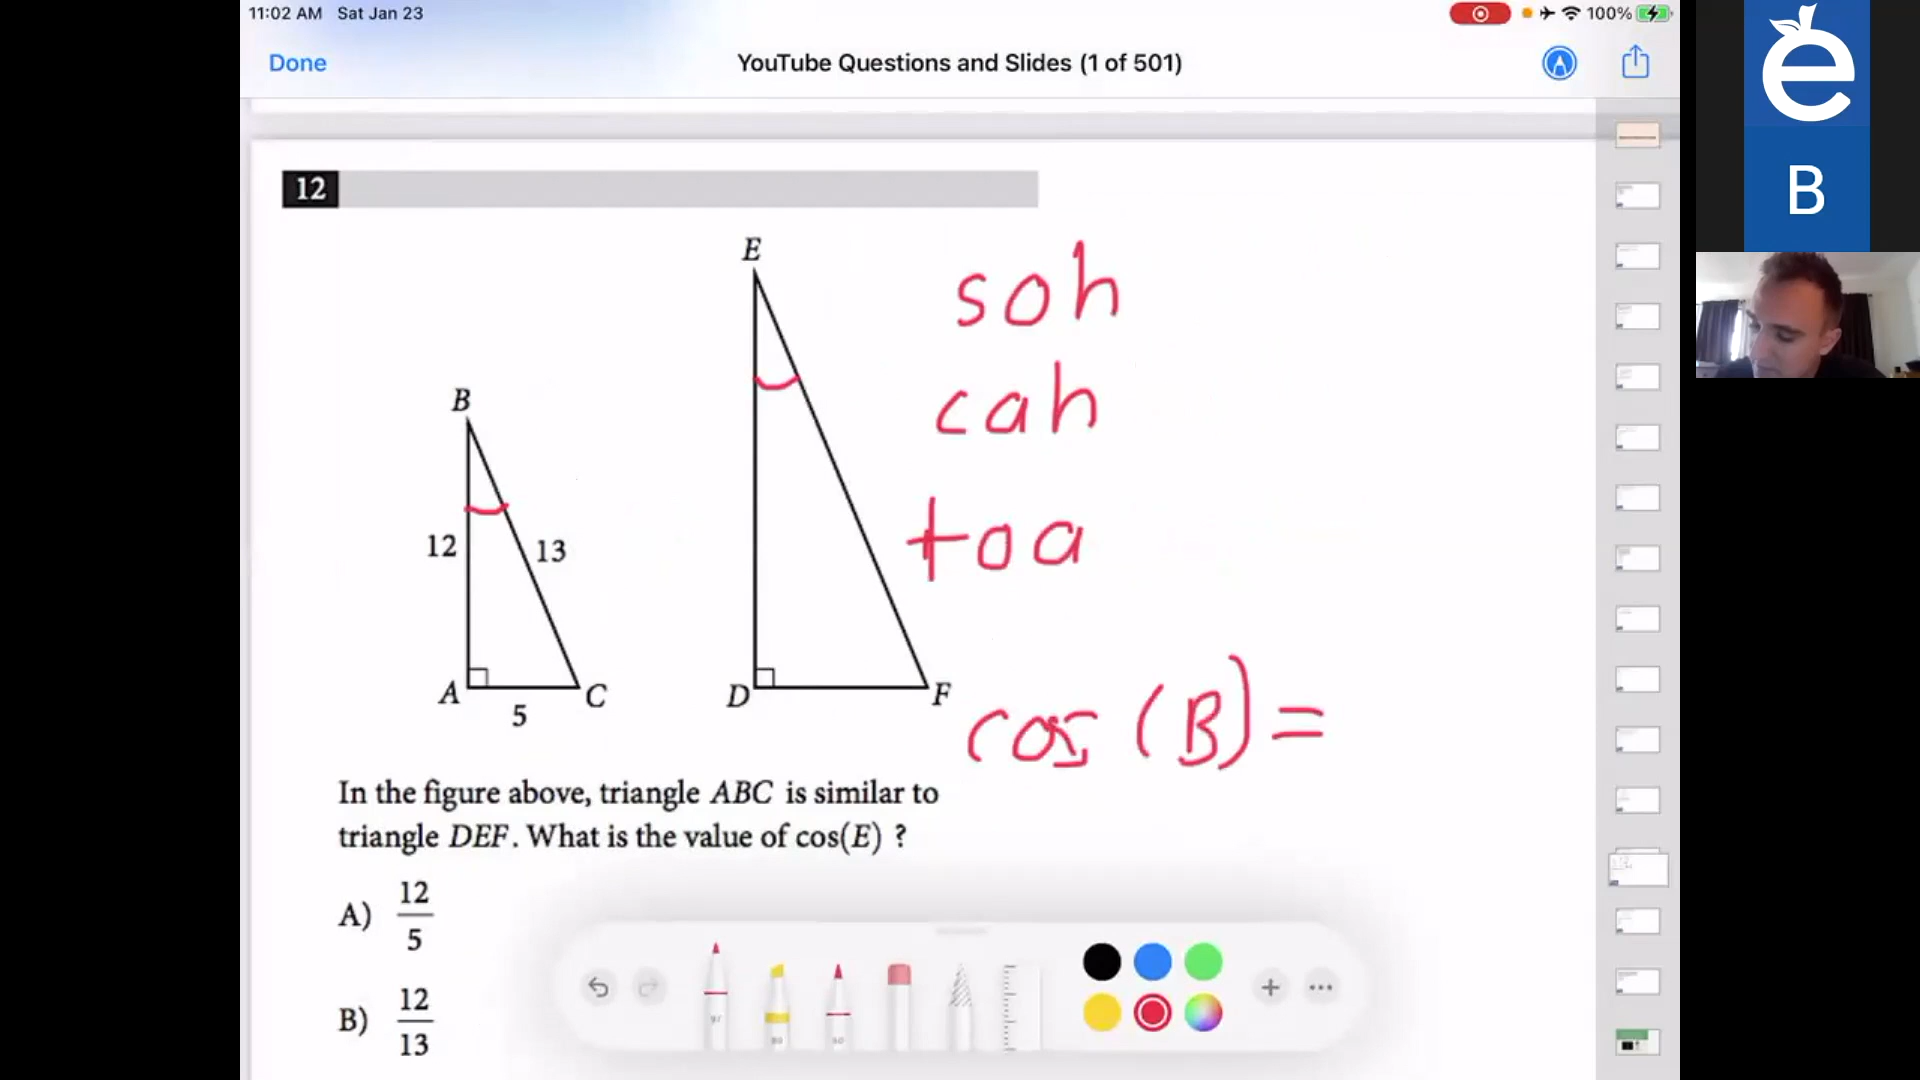 11:02 AM Sat Jan 23
100%
Done
YouTube Questions and Slides (1 of 501)
e
B
12
E
soh
B
cah
12
13
toa
A
C
D
F
5
cos (B) =
In the figure above, triangle ABC is similar to
triangle DEF. What is the value of cos(E) ?
A) 12/5
B) 12/13